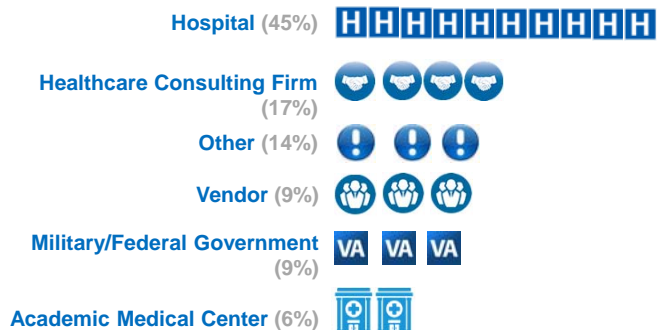 Hospital (45%) H H H H H H H H H H
Healthcare Consulting Firm
(17%)
Other (14%) ! ! !
Vendor (9%)
Military/Federal Government VA VA VA
(9%)
Academic Medical Center (6%)